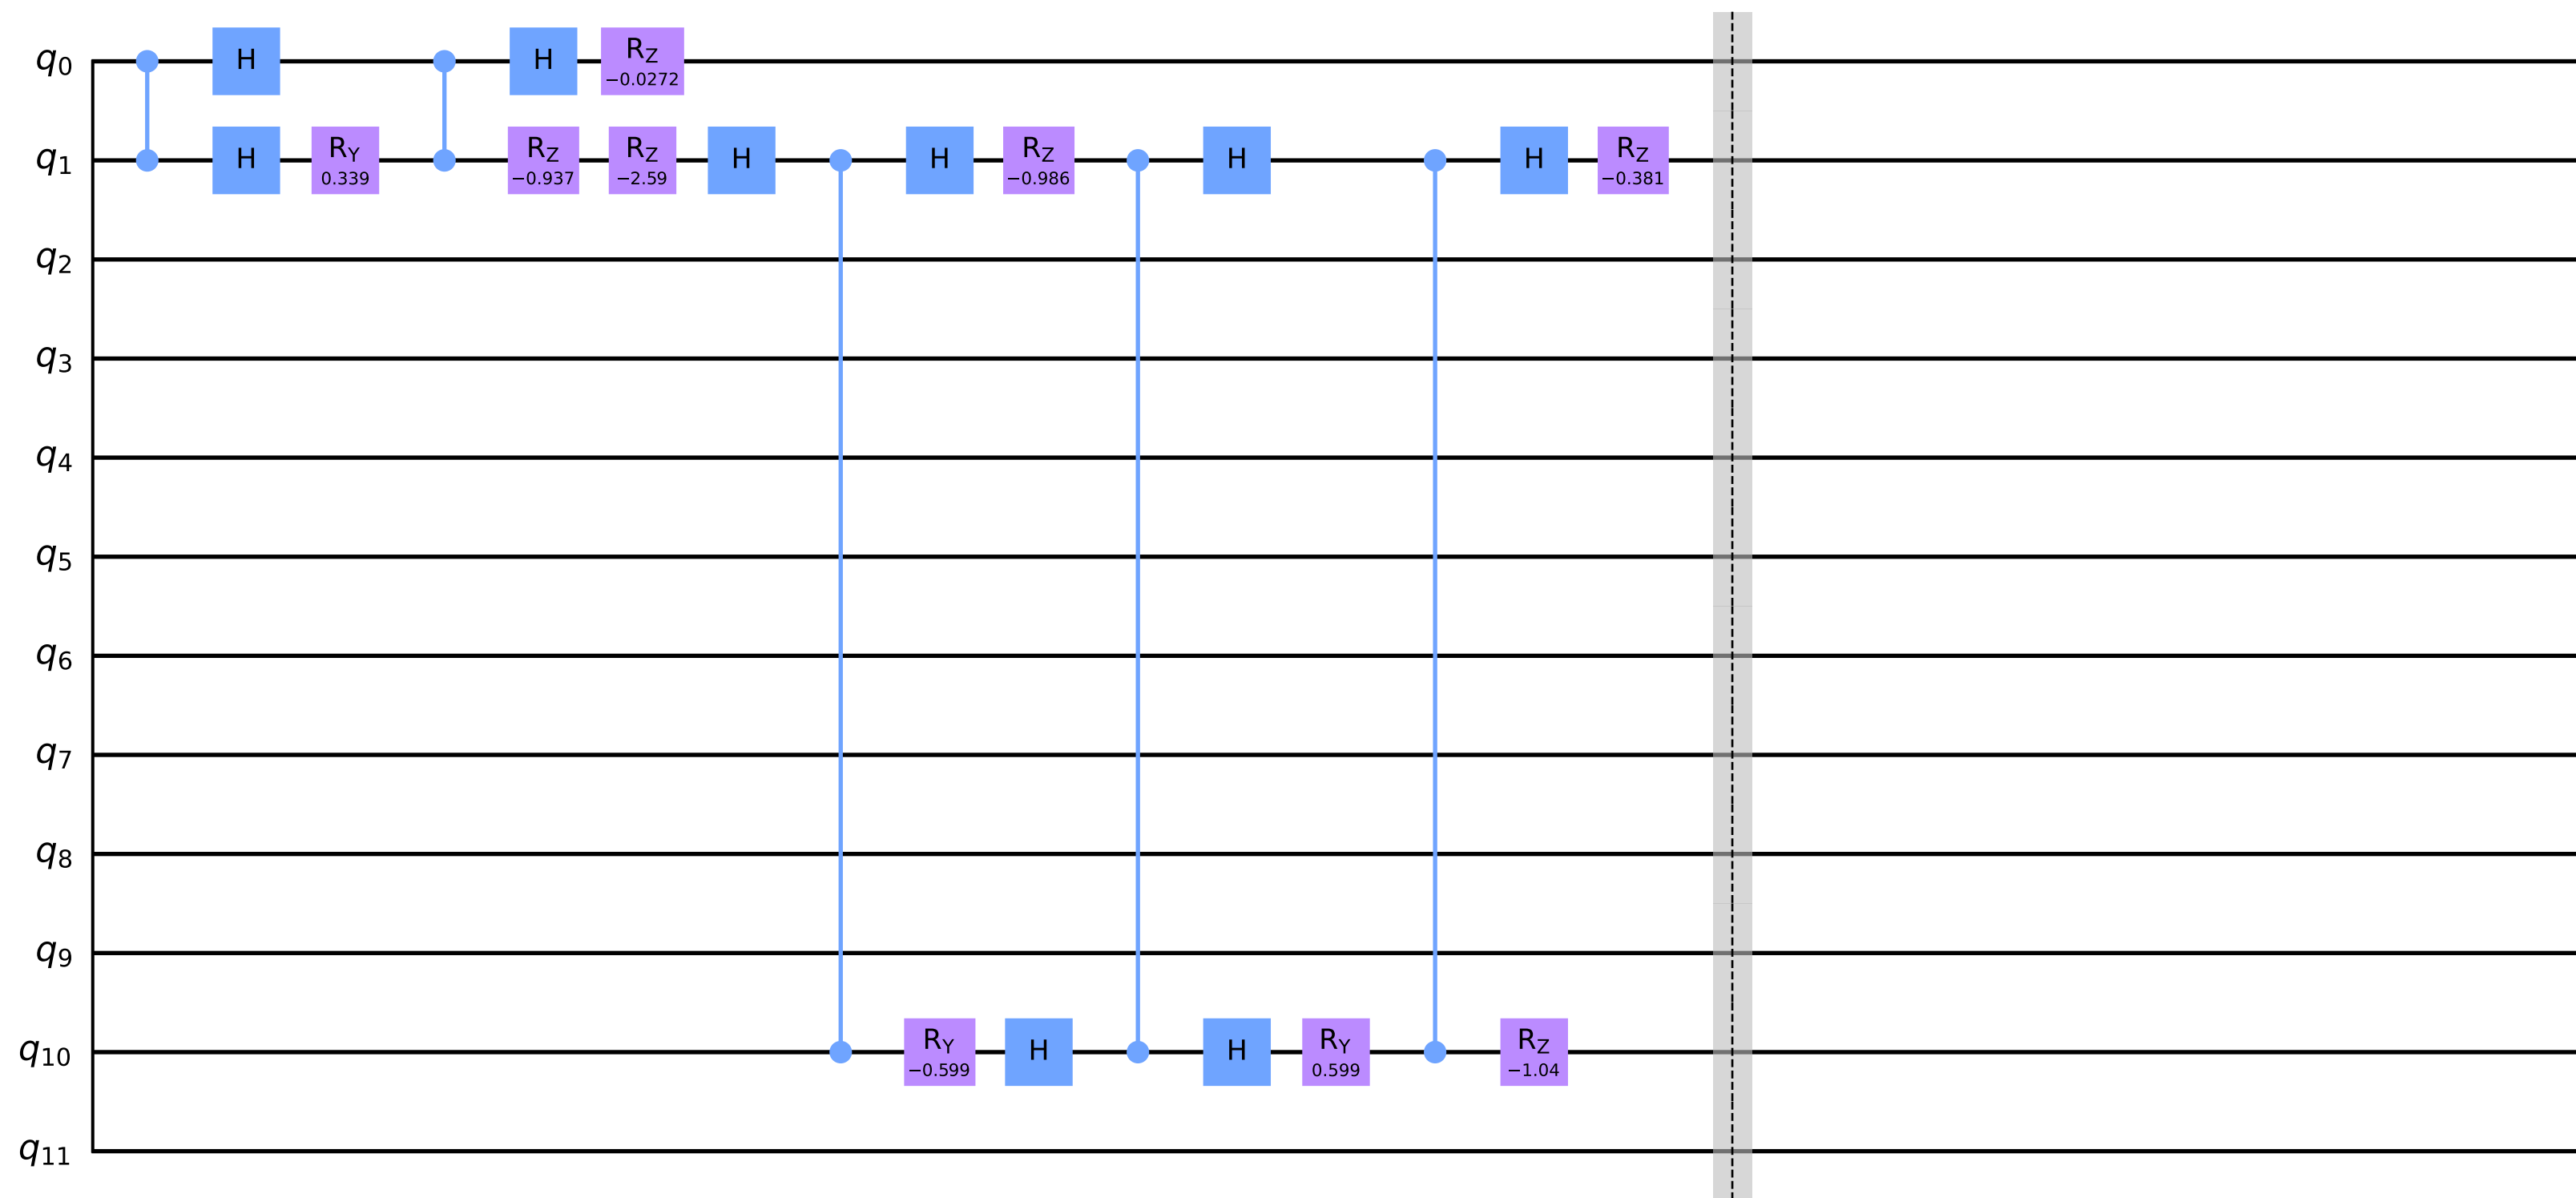 q0 H H RZ −0.0272
q1 H RY 0.339 RZ −0.937 RZ −2.59 H H RZ −0.986 H H RZ −0.381
q2
q3
q4
q5
q6
q7
q8
q9
q10 RY −0.599 H H RY 0.599 RZ −1.04
q11